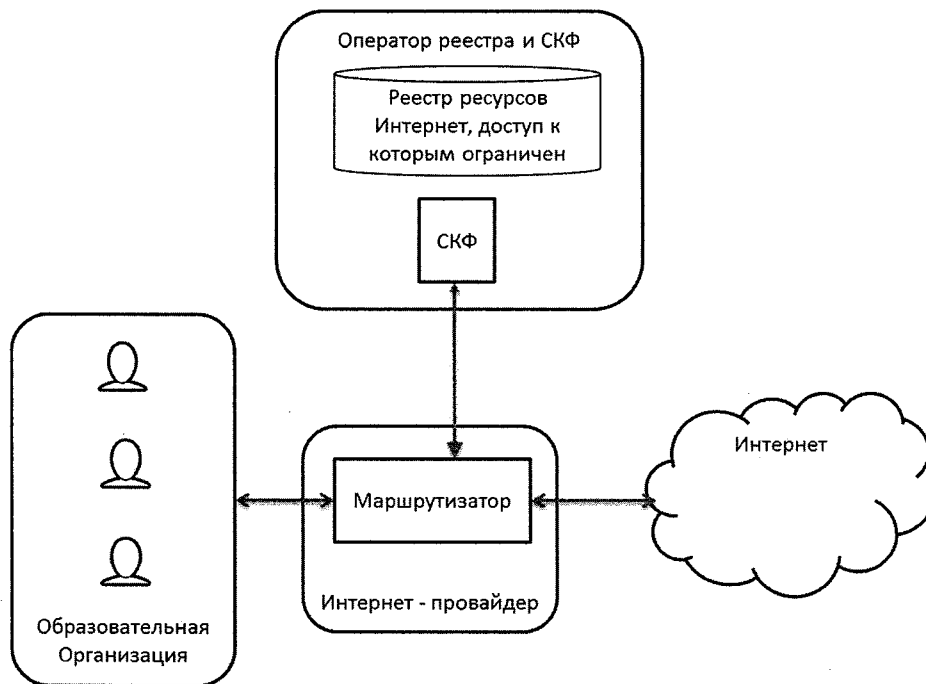 Оператор реестра и СКФ
Реестр ресурсов
Интернет, доступ к
которым ограничен
СКФ
Интернет
Маршрутизатор
Интернет - провайдер
Образовательная
Организация